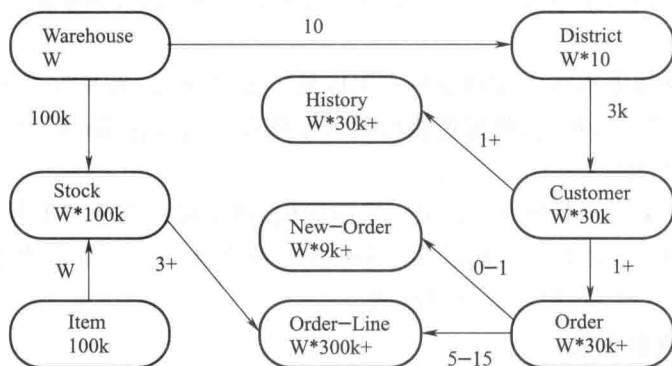 Warehouse
W
10
District
W*10
100k
History
W*30k+
1+
3k
Stock
W*100k
Customer
W*30k
New−Order
W*9k+
W
3+
0−1
1+
Item
100k
Order−Line
W*300k+
5−15
Order
W*30k+